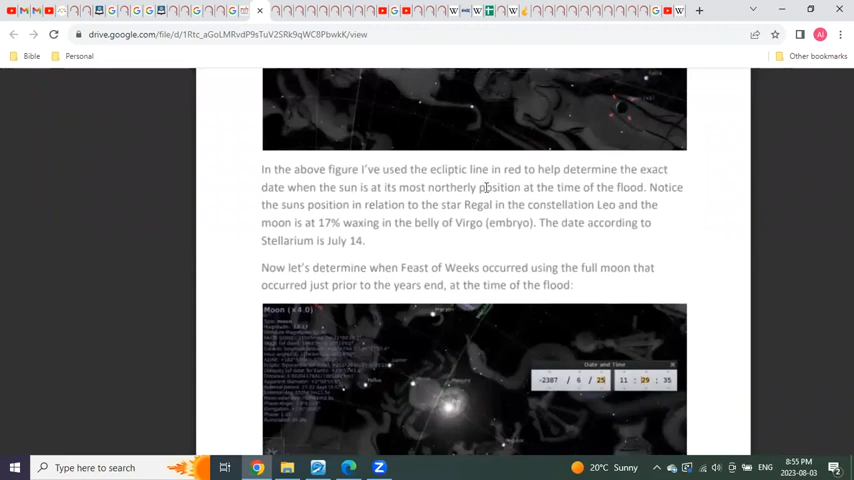 drive.google.com/file/d/1Rtc_aGoLMRvdP9sTuV2SRk9qWC8PbwkK/view
Bible
Personal
Other bookmarks
In the above figure I've used the ecliptic line in red to help determine the exact
date when the sun is at its most northerly position at the time of the flood. Notice
the suns position in relation to the star Regal in the constellation Leo and the
moon is at 17% waxing in the belly of Virgo (embryo). The date according to
Stellarium is July 14.
Now let's determine when Feast of Weeks occurred using the full moon that
occurred just prior to the years end, at the time of the flood:
Moon (x4.0)
Date and Time
-2387 / 6 / 25 11 : 29 : 35
Type here to search
20°C Sunny
ENG
8:55 PM
2023-08-03